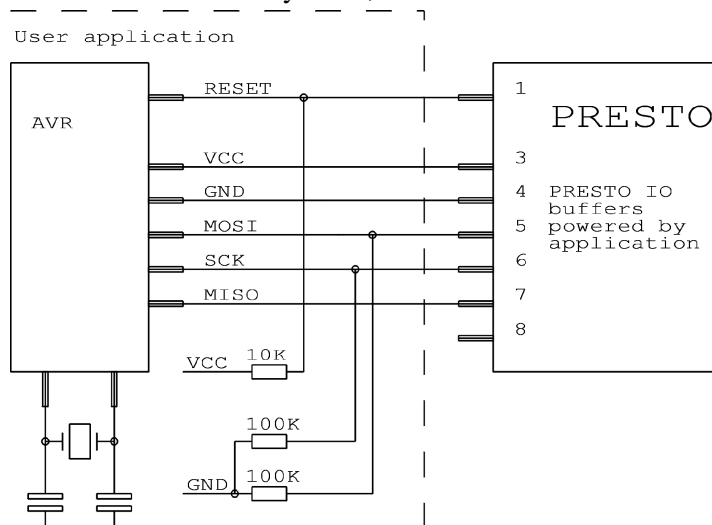 User application
RESET
1
AVR
PRESTO
VCC
3
GND
4
PRESTO IO
buffers
MOSI
5
powered by
application
SCK
6
MISO
7
8
VCC
10K
100K
GND
100K